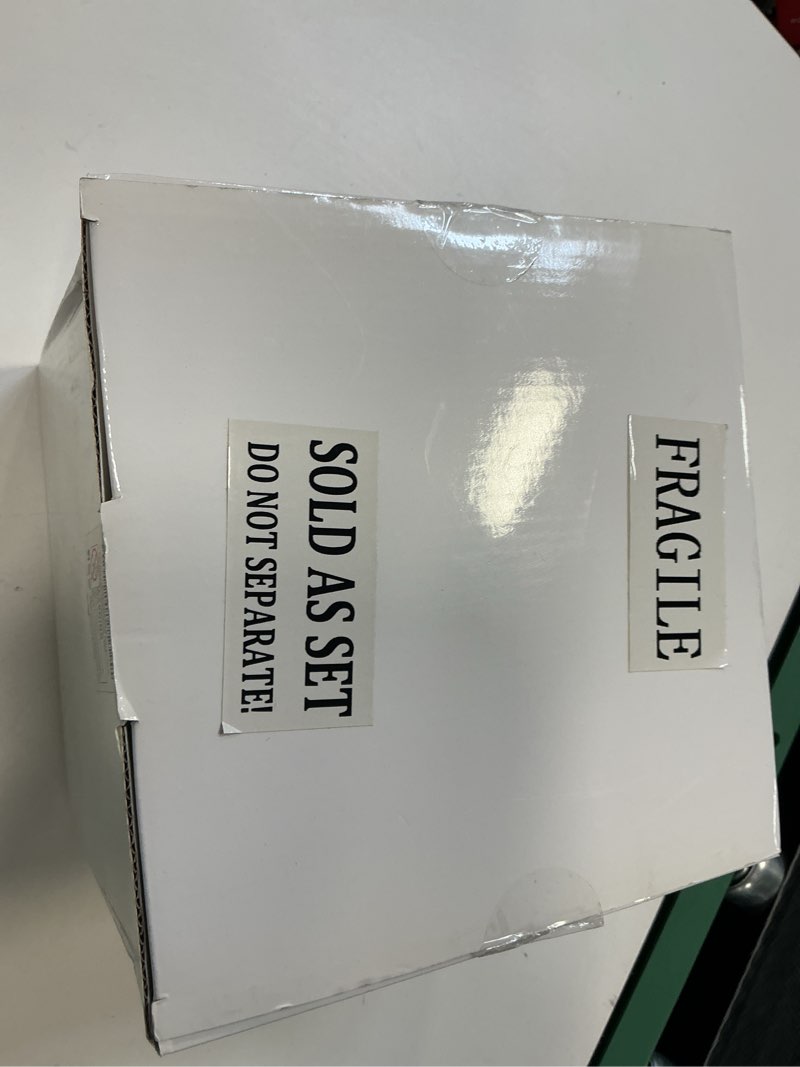 FRAGILE
SOLD AS SET
DO NOT SEPARATE!